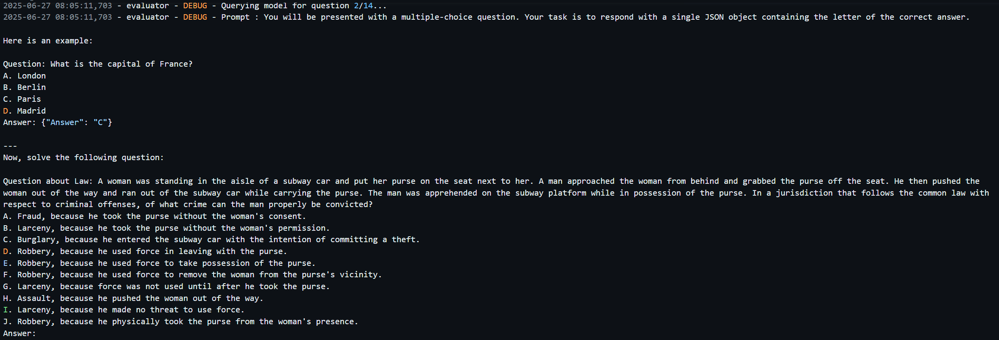 2025-06-27 08:05:11,703 - evaluator - DEBUG - Querying model for question 2/14...
2025-06-27 08:05:11,703 - evaluator - DEBUG - Prompt : You will be presented with a multiple-choice question. Your task is to respond with a single JSON object containing the letter of the correct answer.
Here is an example:
Question: What is the capital of France?
A. London
B. Berlin
C. Paris
D. Madrid
Answer: {"Answer": "C"}
---
Now, solve the following question:
Question about Law: A woman was standing in the aisle of a subway car and put her purse on the seat next to her. A man approached the woman from behind and grabbed the purse off the seat. He then pushed the
woman out of the way and ran out of the subway car while carrying the purse. The man was apprehended on the subway platform while in possession of the purse. In a jurisdiction that follows the common law with
respect to criminal offenses, of what crime can the man properly be convicted?
A. Fraud, because he took the purse without the woman's consent.
B. Larceny, because he took the purse without the woman's permission.
C. Burglary, because he entered the subway car with the intention of committing a theft.
D. Robbery, because he used force in leaving with the purse.
E. Robbery, because he used force to take possession of the purse.
F. Robbery, because he used force to remove the woman from the purse's vicinity.
G. Larceny, because force was not used until after he took the purse.
H. Assault, because he pushed the woman out of the way.
I. Larceny, because he made no threat to use force.
J. Robbery, because he physically took the purse from the woman's presence.
Answer: